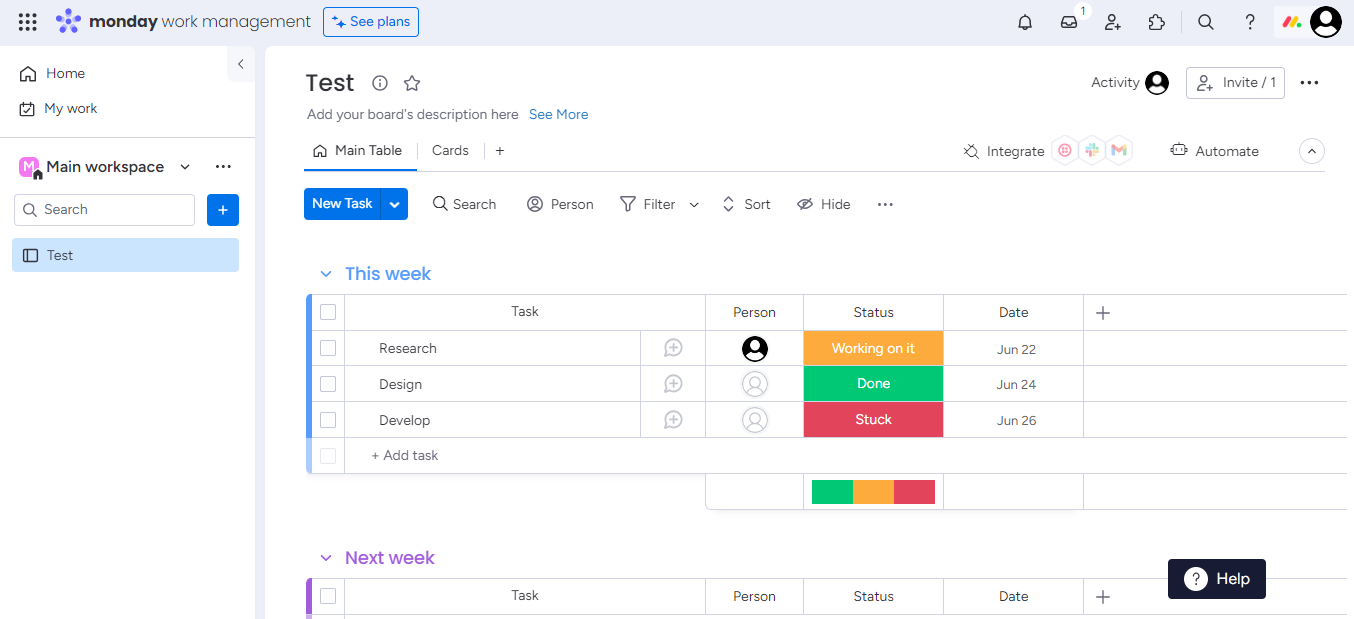 monday work management See plans 1
Home
My work
M Main workspace
Search +
Test
Test Activity Invite / 1
Add your board's description here See More
Main Table Cards + Integrate Automate
New Task Search Person Filter Sort Hide
This week
Task Person Status Date +
Research Working on it Jun 22
Design Done Jun 24
Develop Stuck Jun 26
+ Add task
Next week
Task Person Status Date +
? Help